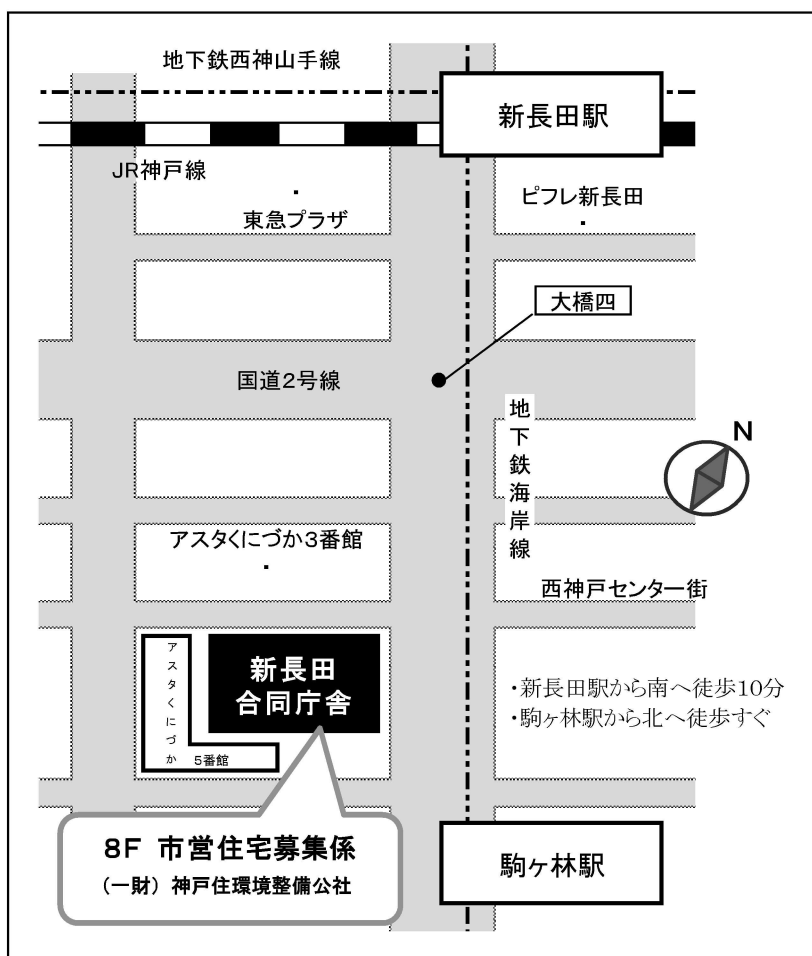 地下鉄西神山手線
新長田駅
JR神戸線
東急プラザ
ピフレ新長田
大橋四
国道2号線
地下鉄海岸線
N
アスタくにづか3番館
西神戸センター街
アスタくにづか
5番館
新長田
合同庁舎
・新長田駅から南へ徒歩10分
・駒ヶ林駅から北へ徒歩すぐ
8F 市営住宅募集係
(一財) 神戸住環境整備公社
駒ヶ林駅